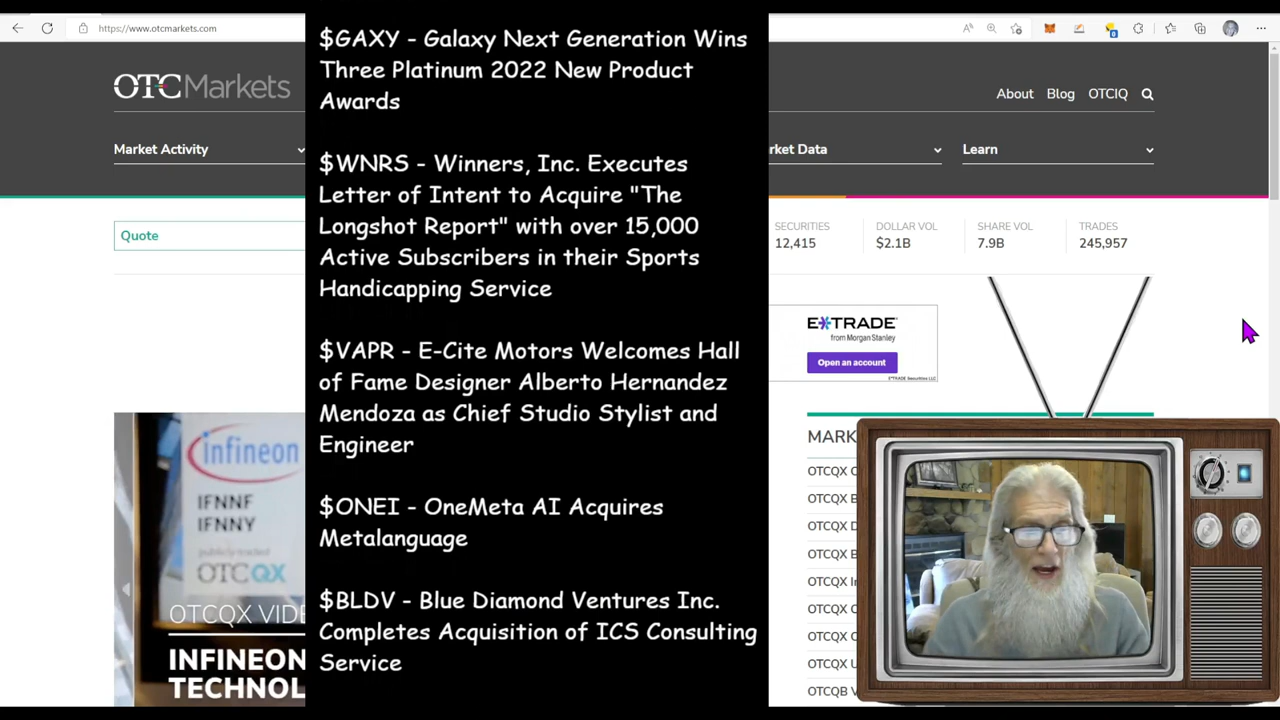 https://www.otcmarkets.com
OTCMarkets
About
Blog
OTCIQ
Market Activity
rket Data
Learn
Quote
SECURITIES
12,415
DOLLAR VOL
$2.1B
SHARE VOL
7.9B
TRADES
245,957
$GAXY - Galaxy Next Generation Wins
Three Platinum 2022 New Product
Awards
$WNRS - Winners, Inc. Executes
Letter of Intent to Acquire "The
Longshot Report" with over 15,000
Active Subscribers in their Sports
Handicapping Service
$VAPR - E-Cite Motors Welcomes Hall
of Fame Designer Alberto Hernandez
Mendoza as Chief Studio Stylist and
Engineer
$ONEI - OneMeta AI Acquires
Metalanguage
$BLDV - Blue Diamond Ventures Inc.
Completes Acquisition of ICS Consulting
Service
E*TRADE
from Morgan Stanley
Open an account
E*TRADE Securities LLC
infineon
IFNNF
IFNNY
publicly traded
OTCQX
OTCQX VIDE
INFINEON
TECHNOL
MARK
OTCQX C
OTCQX B
OTCQX D
OTCQX B
OTCQX In
OTCQX C
OTCQX C
OTCQX U
OTCQB V